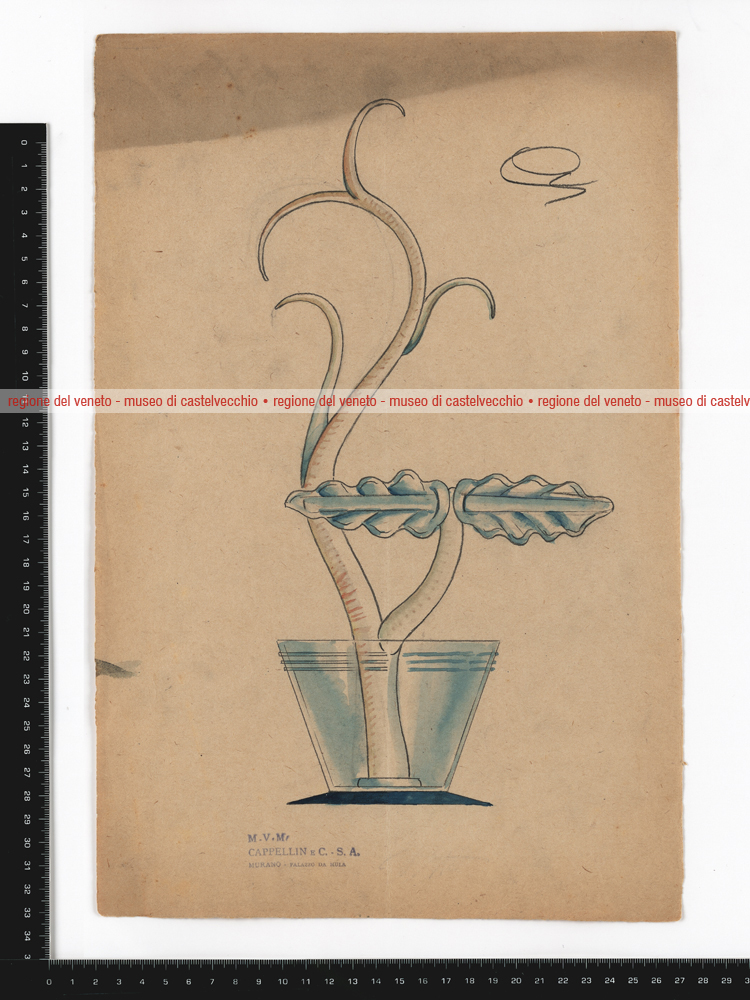 regione del veneto - museo di castelvecchio • regione del veneto - museo di castelvecchio • regione del veneto - museo di castelv
M.V.M.
CAPPELLIN E C. - S. A.
MURANO - PALAZZO DA MULA
0 1 2 3 4 5 6 7 8 9 10 11 12 13 14 15 16 17 18 19 20 21 22 23 24 25 26 27 28 29 30 31 32 33 34 3
0 1 2 3 4 5 6 7 8 9 10 11 12 13 14 15 16 17 18 19 20 21 22 23 24 25 26 27 28 29 3